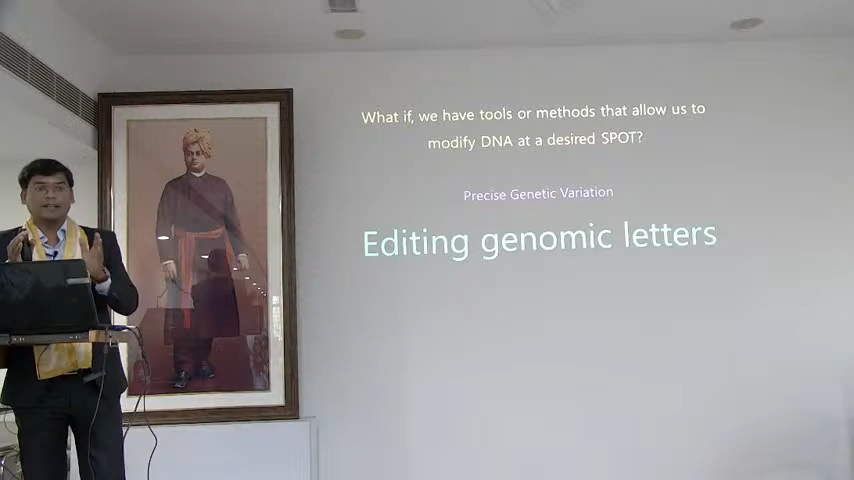 What if, we have tools or methods that allow us to
modify DNA at a desired SPOT?
Precise Genetic Variation
Editing genomic letters